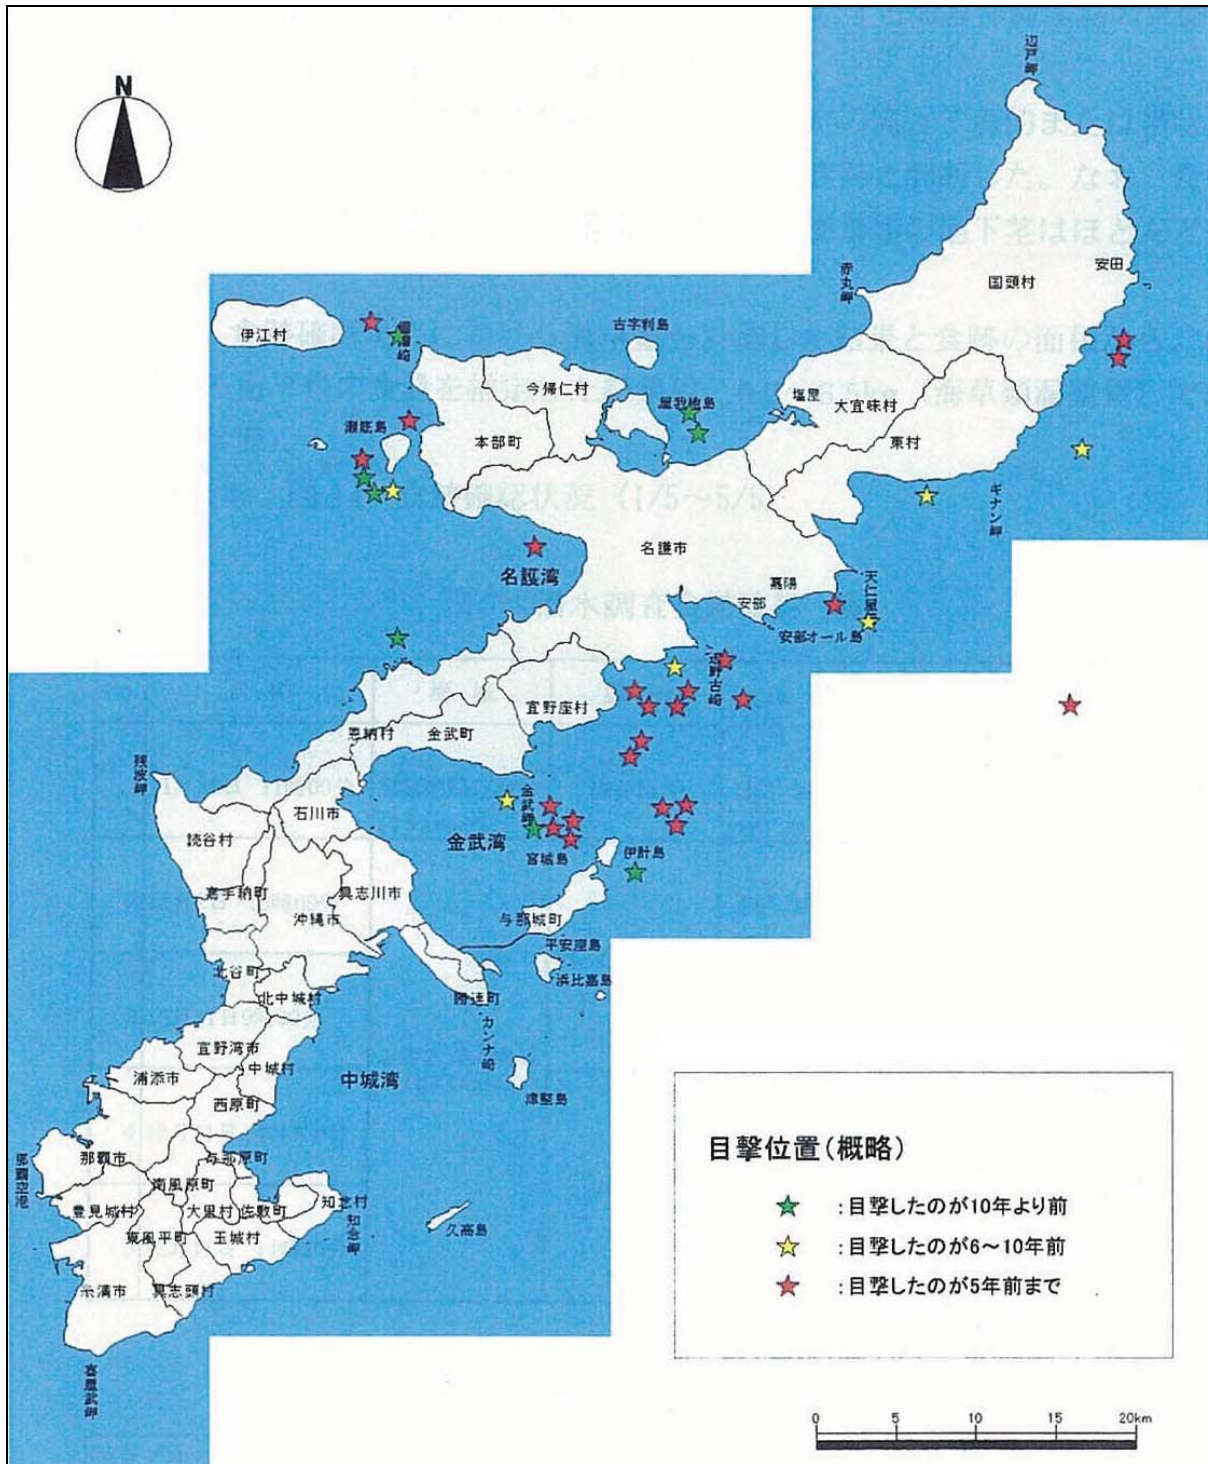 N
辺戸岬
安田
国頭村
赤丸岬
伊江村
備瀬崎
古宇利島
今帰仁村
塩屋
大宜味村
屋我地島
瀬底島
本部町
東村
ギナン岬
名護市
名護湾
嘉陽
天仁屋
安部
安部オール島
辺野古崎
宜野座村
恩納村
金武町
残波岬
石川市
金武岬
読谷村
金武湾
宮城島
伊計島
嘉手納町
具志川市
沖縄市
与那城町
平安座島
北谷町
浜比嘉島
北中城村
勝連町
カンナ崎
宜野湾市
中城村
浦添市
中城湾
津堅島
西原町
那覇市
与那原町
那覇空港
南風原町
知念村
豊見城村
大里村
佐敷町
知念岬
久高島
東風平町
玉城村
糸満市
具志頭村
喜屋武岬
目撃位置(概略)
:目撃したのが10年より前
:目撃したのが6～10年前
:目撃したのが5年前まで
0 5 10 15 20km